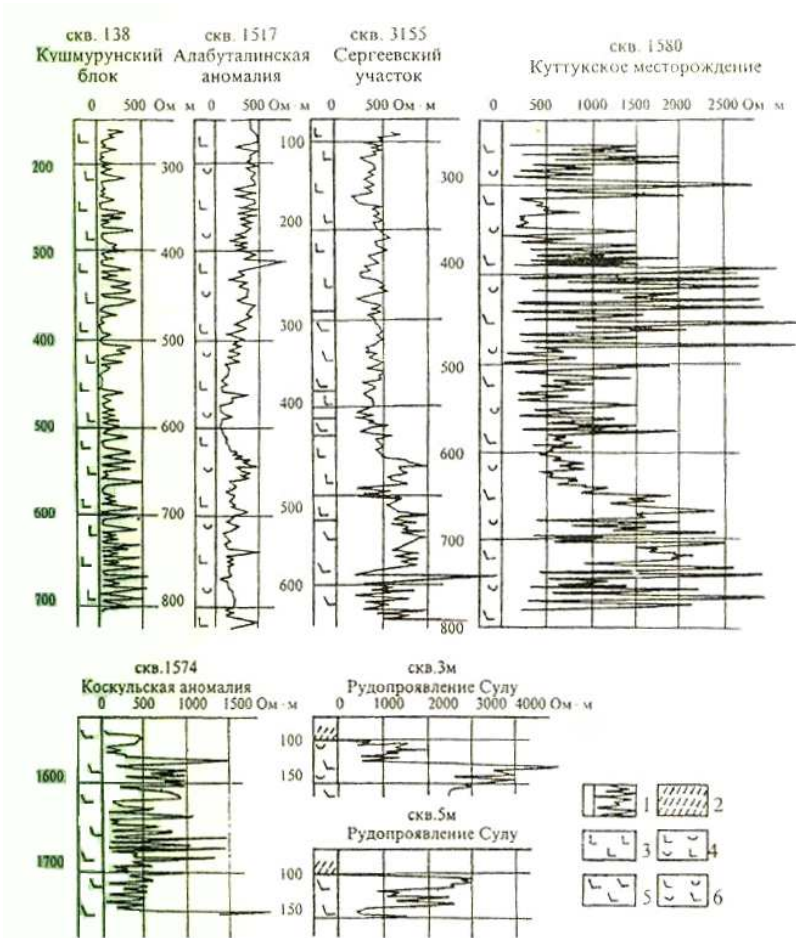 скв. 138
Кушмурунский
блок
0 500 Ом · м
200
300
400
500
600
700
скв. 1517
Алабуталинская
аномалия
0 500 Ом · м
300
400
500
600
700
800
скв. 3155
Сергеевский
участок
0 500 Ом · м
100
200
300
400
500
600
скв. 1580
Куттукское месторождение
0 500 1000 1500 2000 2500 Ом · м
300
400
500
600
700
800
скв.1574
Коскульская аномалия
0 500 1000 1500 Ом · м
1600
1700
скв.3м
Рудопроявление Сулу
0 1000 2000 3000 4000 Ом · м
100
150
скв.5м
Рудопроявление Сулу
100
150
1 2
3 4
5 6